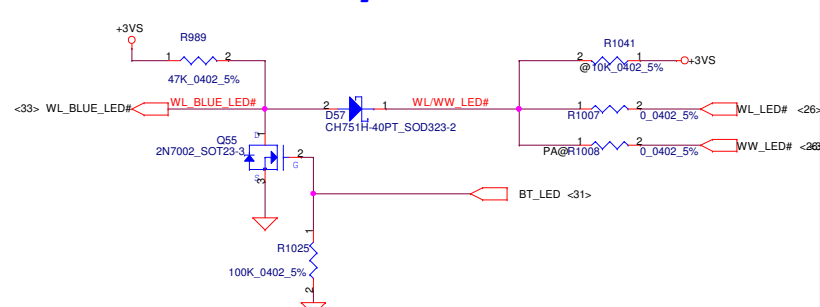 +3VS
R989
1 2
47K_0402_5%
R1041
2 1
+3VS
@10K_0402_5%
<33> WL_BLUE_LED#
WL_BLUE_LED#
2 1
WL/WW_LED#
D57
CH751H-40PT_SOD323-2
1 2
WL_LED# <26>
R1007
0_0402_5%
1 2
WW_LED#
PA@R1008
0_0402_5%
Q55
2N7002_SOT23-3
D
1
2
G
S
3
BT_LED <31>
1
R1025
100K_0402_5%
2